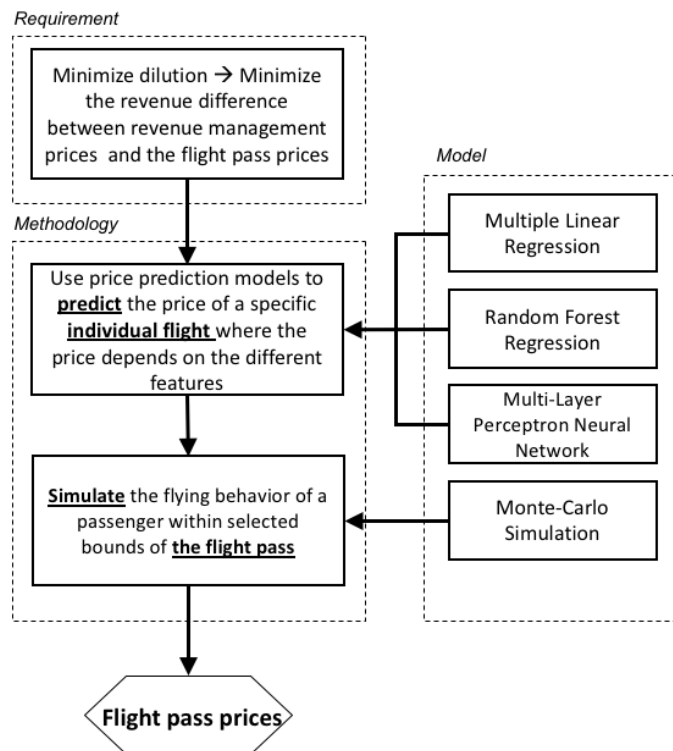 Requirement
Minimize dilution → Minimize
the revenue difference
between revenue management
prices and the flight pass prices
Methodology
Use price prediction models to
predict the price of a specific
individual flight where the
price depends on the different
features
Simulate the flying behavior of a
passenger within selected
bounds of the flight pass
Flight pass prices
Model
Multiple Linear
Regression
Random Forest
Regression
Multi-Layer
Perceptron Neural
Network
Monte-Carlo
Simulation